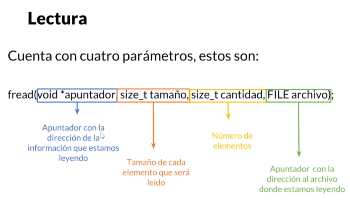 Lectura
Cuenta con cuatro parámetros, estos son:
fread(void *apuntador, size_t tamaño, size_t cantidad, FILE archivo);
Apuntador con la
dirección de la
información que estamos
leyendo
Tamaño de cada
elemento que será
leído
Número de
elementos
Apuntador con la
dirección al archivo
donde estamos leyendo